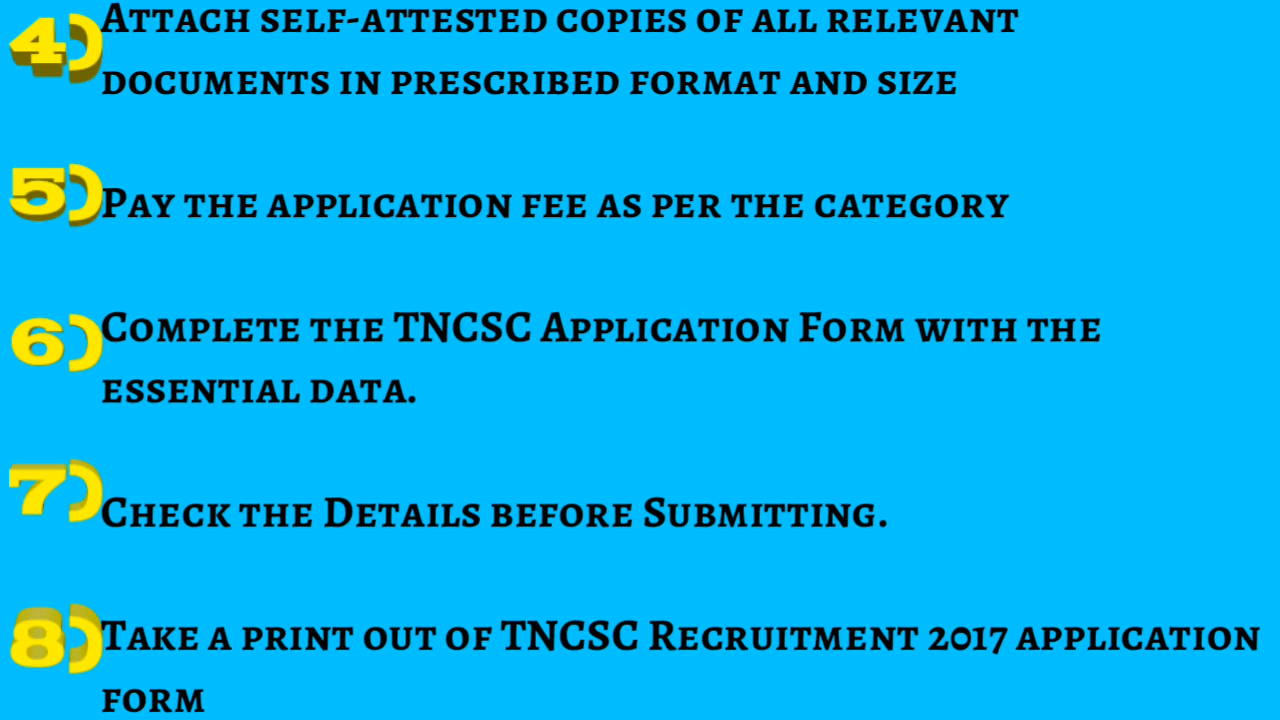 4) Attach self-attested copies of all relevant
documents in prescribed format and size
5) Pay the application fee as per the category
6) Complete the TNCSC Application Form with the
essential data.
7) Check the Details before Submitting.
8) Take a print out of TNCSC Recruitment 2017 application
form